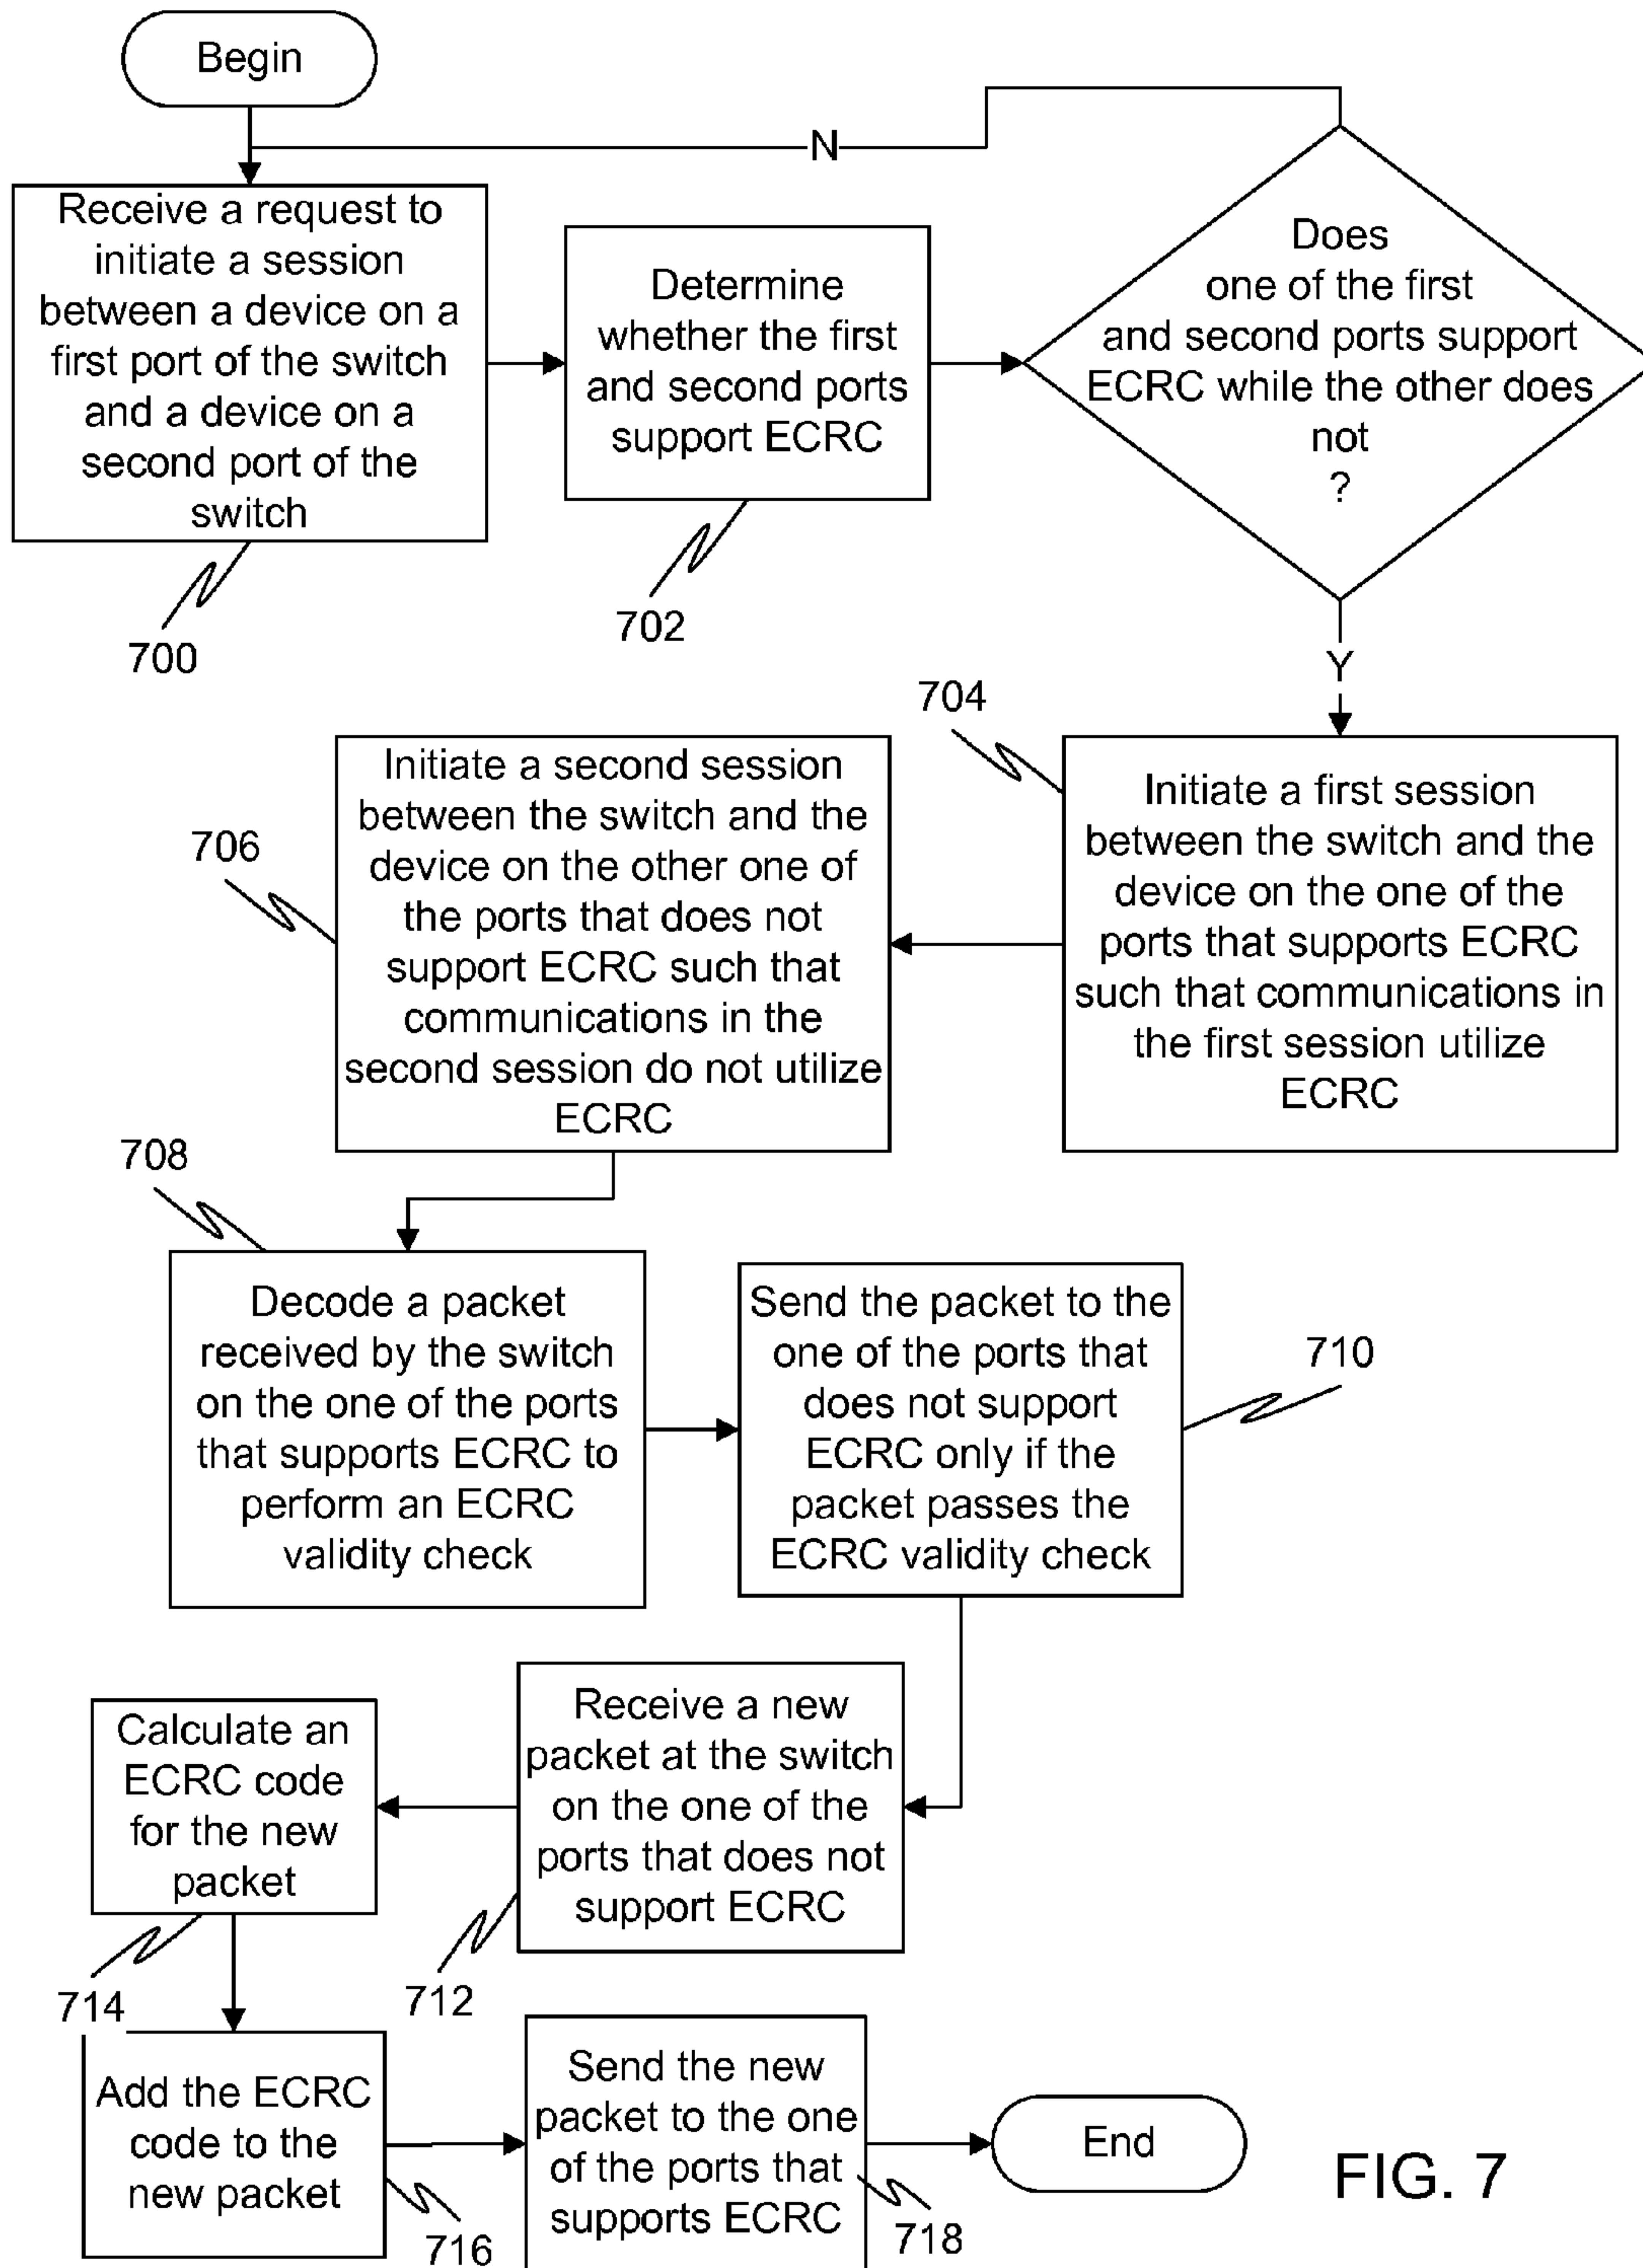 Begin
N
Receive a request to
initiate a session
between a device on a
first port of the switch
and a device on a
second port of the
switch
700
Determine
whether the first
and second ports
support ECRC
702
Does
one of the first
and second ports support
ECRC while the other does
not
?
Y
704
Initiate a first session
between the switch and the
device on the one of the
ports that supports ECRC
such that communications in
the first session utilize
ECRC
706
Initiate a second session
between the switch and the
device on the other one of
the ports that does not
support ECRC such that
communications in the
second session do not utilize
ECRC
708
Decode a packet
received by the switch
on the one of the ports
that supports ECRC to
perform an ECRC
validity check
Send the packet to the
one of the ports that
does not support
ECRC only if the
packet passes the
ECRC validity check
710
Receive a new
packet at the switch
on the one of the
ports that does not
support ECRC
712
Calculate an
ECRC code
for the new
packet
714
Add the ECRC
code to the
new packet
716
Send the new
packet to the one
of the ports that
supports ECRC
718
End
FIG. 7